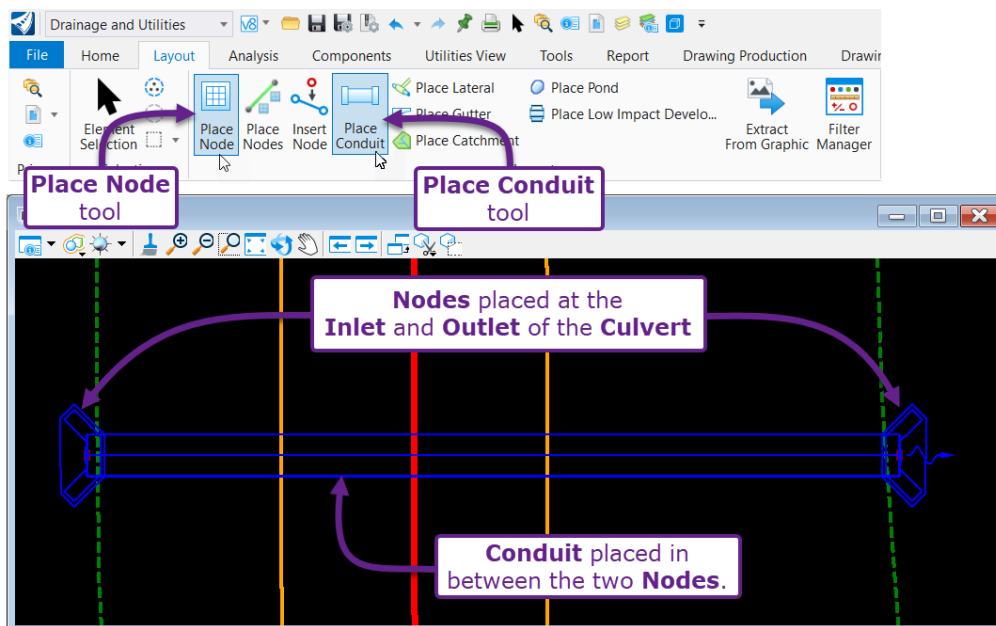 Drainage and Utilities
V8
File Home Layout Analysis Components Utilities View Tools Report Drawing Production
Place Lateral Place Pond
Place Gutter Place Low Impact Develo...
Element Place Place Insert Place Place Catchment Extract Filter
Selection Node Nodes Node Conduit From Graphic Manager
Place Node
tool
Place Conduit
tool
Nodes placed at the
Inlet and Outlet of the Culvert
Conduit placed in
between the two Nodes.